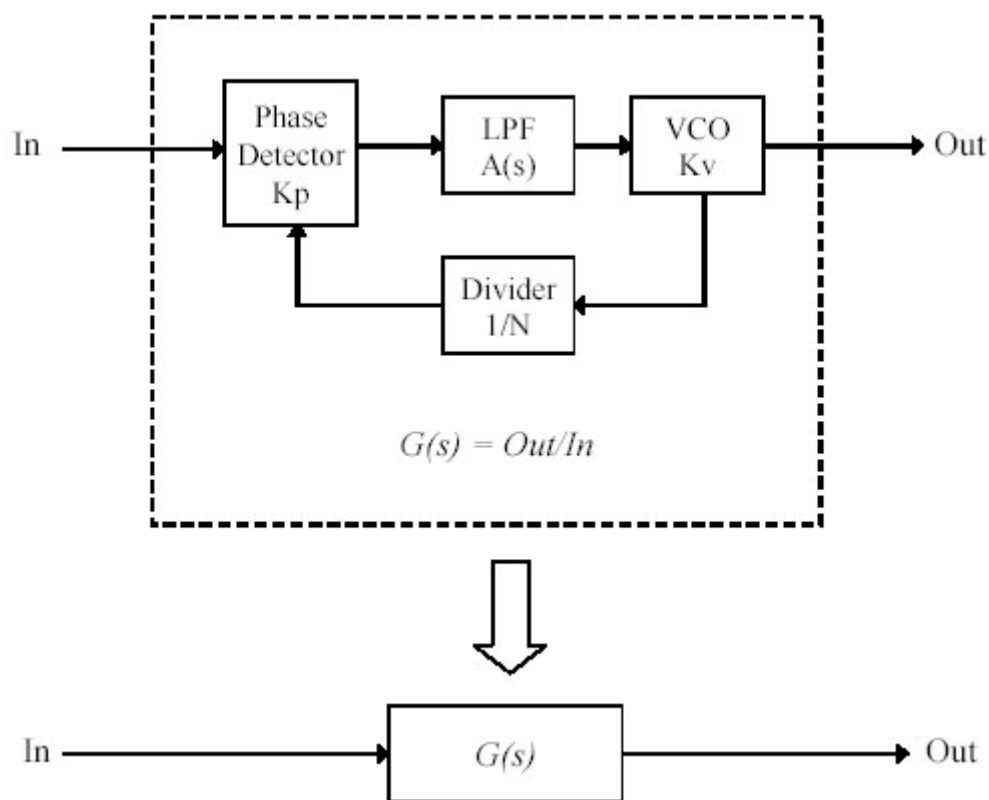 In
Phase
Detector
Kp
LPF
A(s)
VCO
Kv
Out
Divider
1/N
G(s) = Out/In
In
G(s)
Out